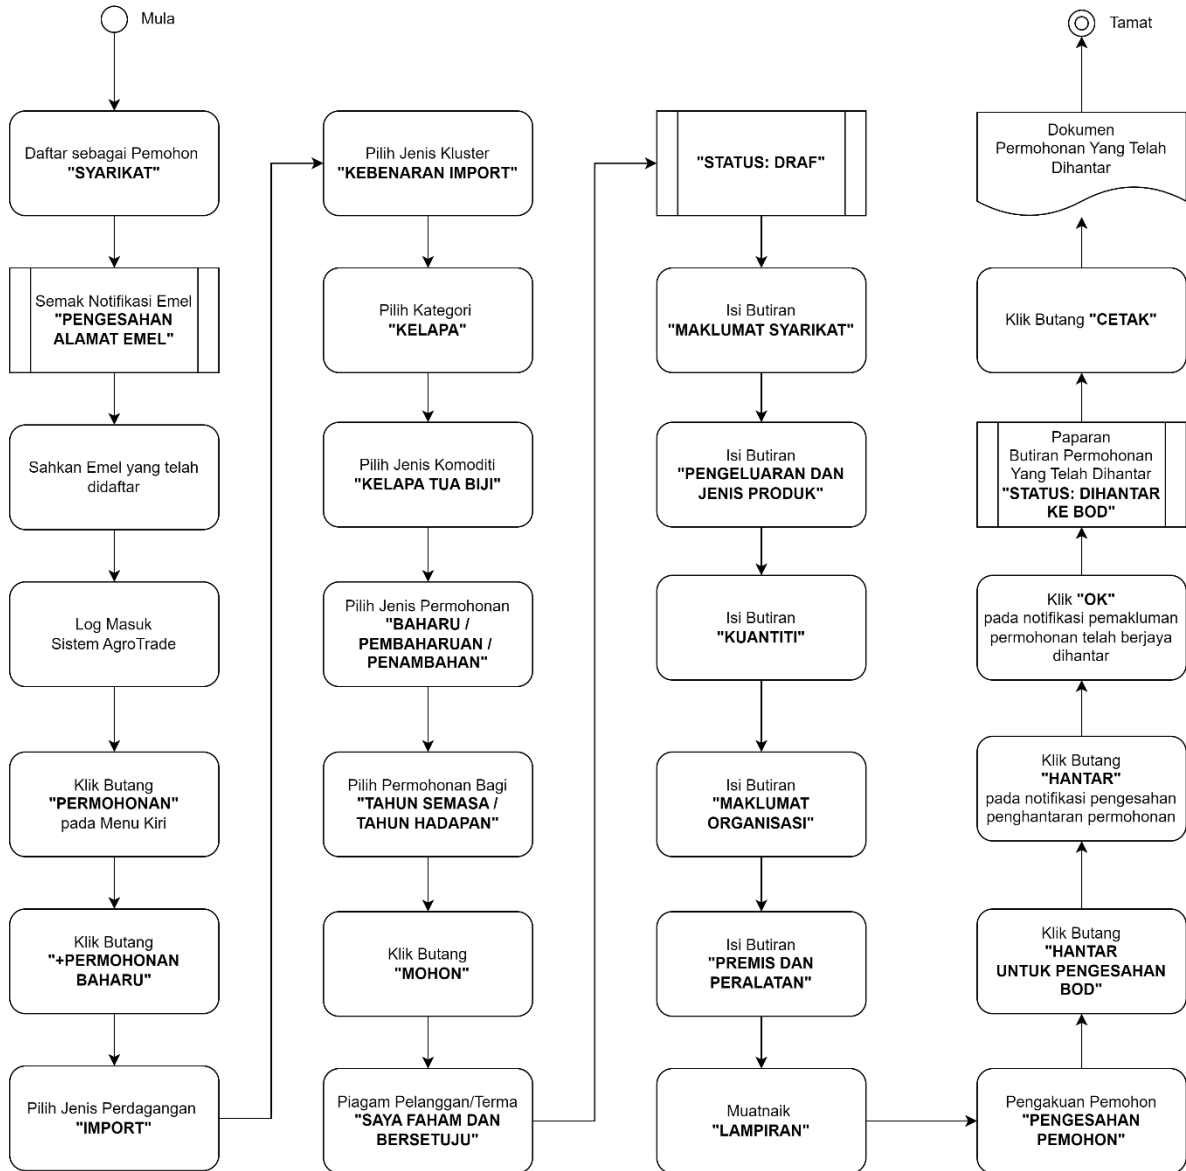 Mula
Daftar sebagai Pemohon
"SYARIKAT"
Semak Notifikasi Emel
"PENGESAHAN
ALAMAT EMEL"
Sahkan Emel yang telah
didaftar
Log Masuk
Sistem AgroTrade
Klik Butang
"PERMOHONAN"
pada Menu Kiri
Klik Butang
"+PERMOHONAN
BAHARU"
Pilih Jenis Perdagangan
"IMPORT"
Pilih Jenis Kluster
"KEBENARAN IMPORT"
Pilih Kategori
"KELAPA"
Pilih Jenis Komoditi
"KELAPA TUA BIJI"
Pilih Jenis Permohonan
"BAHARU /
PEMBAHARUAN /
PENAMBAHAN"
Pilih Permohonan Bagi
"TAHUN SEMASA /
TAHUN HADAPAN"
Klik Butang
"MOHON"
Piagam Pelanggan/Terma
"SAYA FAHAM DAN
BERSETUJU"
"STATUS: DRAF"
Isi Butiran
"MAKLUMAT SYARIKAT"
Isi Butiran
"PENGELUARAN DAN
JENIS PRODUK"
Isi Butiran
"KUANTITI"
Isi Butiran
"MAKLUMAT
ORGANISASI"
Isi Butiran
"PREMIS DAN
PERALATAN"
Muatnaik
"LAMPIRAN"
Pengakuan Pemohon
"PENGESAHAN
PEMOHON"
Klik Butang
"HANTAR
UNTUK PENGESAHAN
BOD"
Klik Butang
"HANTAR"
pada notifikasi pengesahan
penghantaran permohonan
Klik "OK"
pada notifikasi pemakluman
permohonan telah berjaya
dihantar
Paparan
Butiran Permohonan
Yang Telah Dihantar
"STATUS: DIHANTAR
KE BOD"
Klik Butang "CETAK"
Dokumen
Permohonan Yang Telah
Dihantar
Tamat